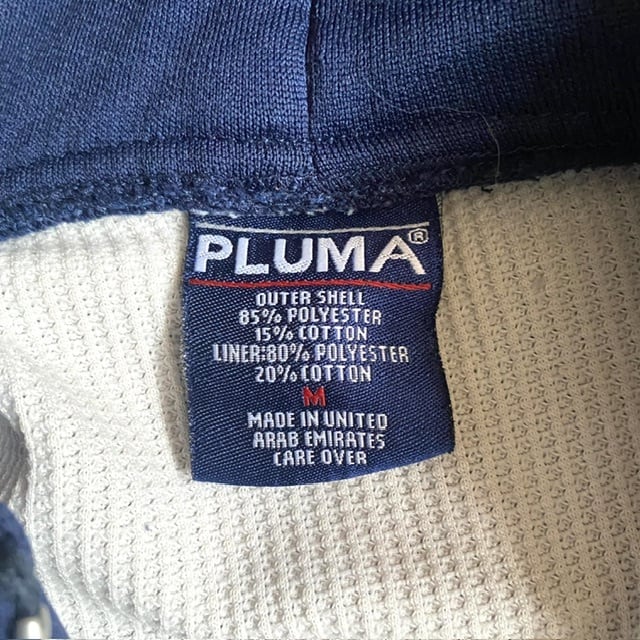 PLUMA®
OUTER SHELL
85% POLYESTER
15% COTTON
LINER:80% POLYESTER
20% COTTON
M
MADE IN UNITED
ARAB EMIRATES
CARE OVER